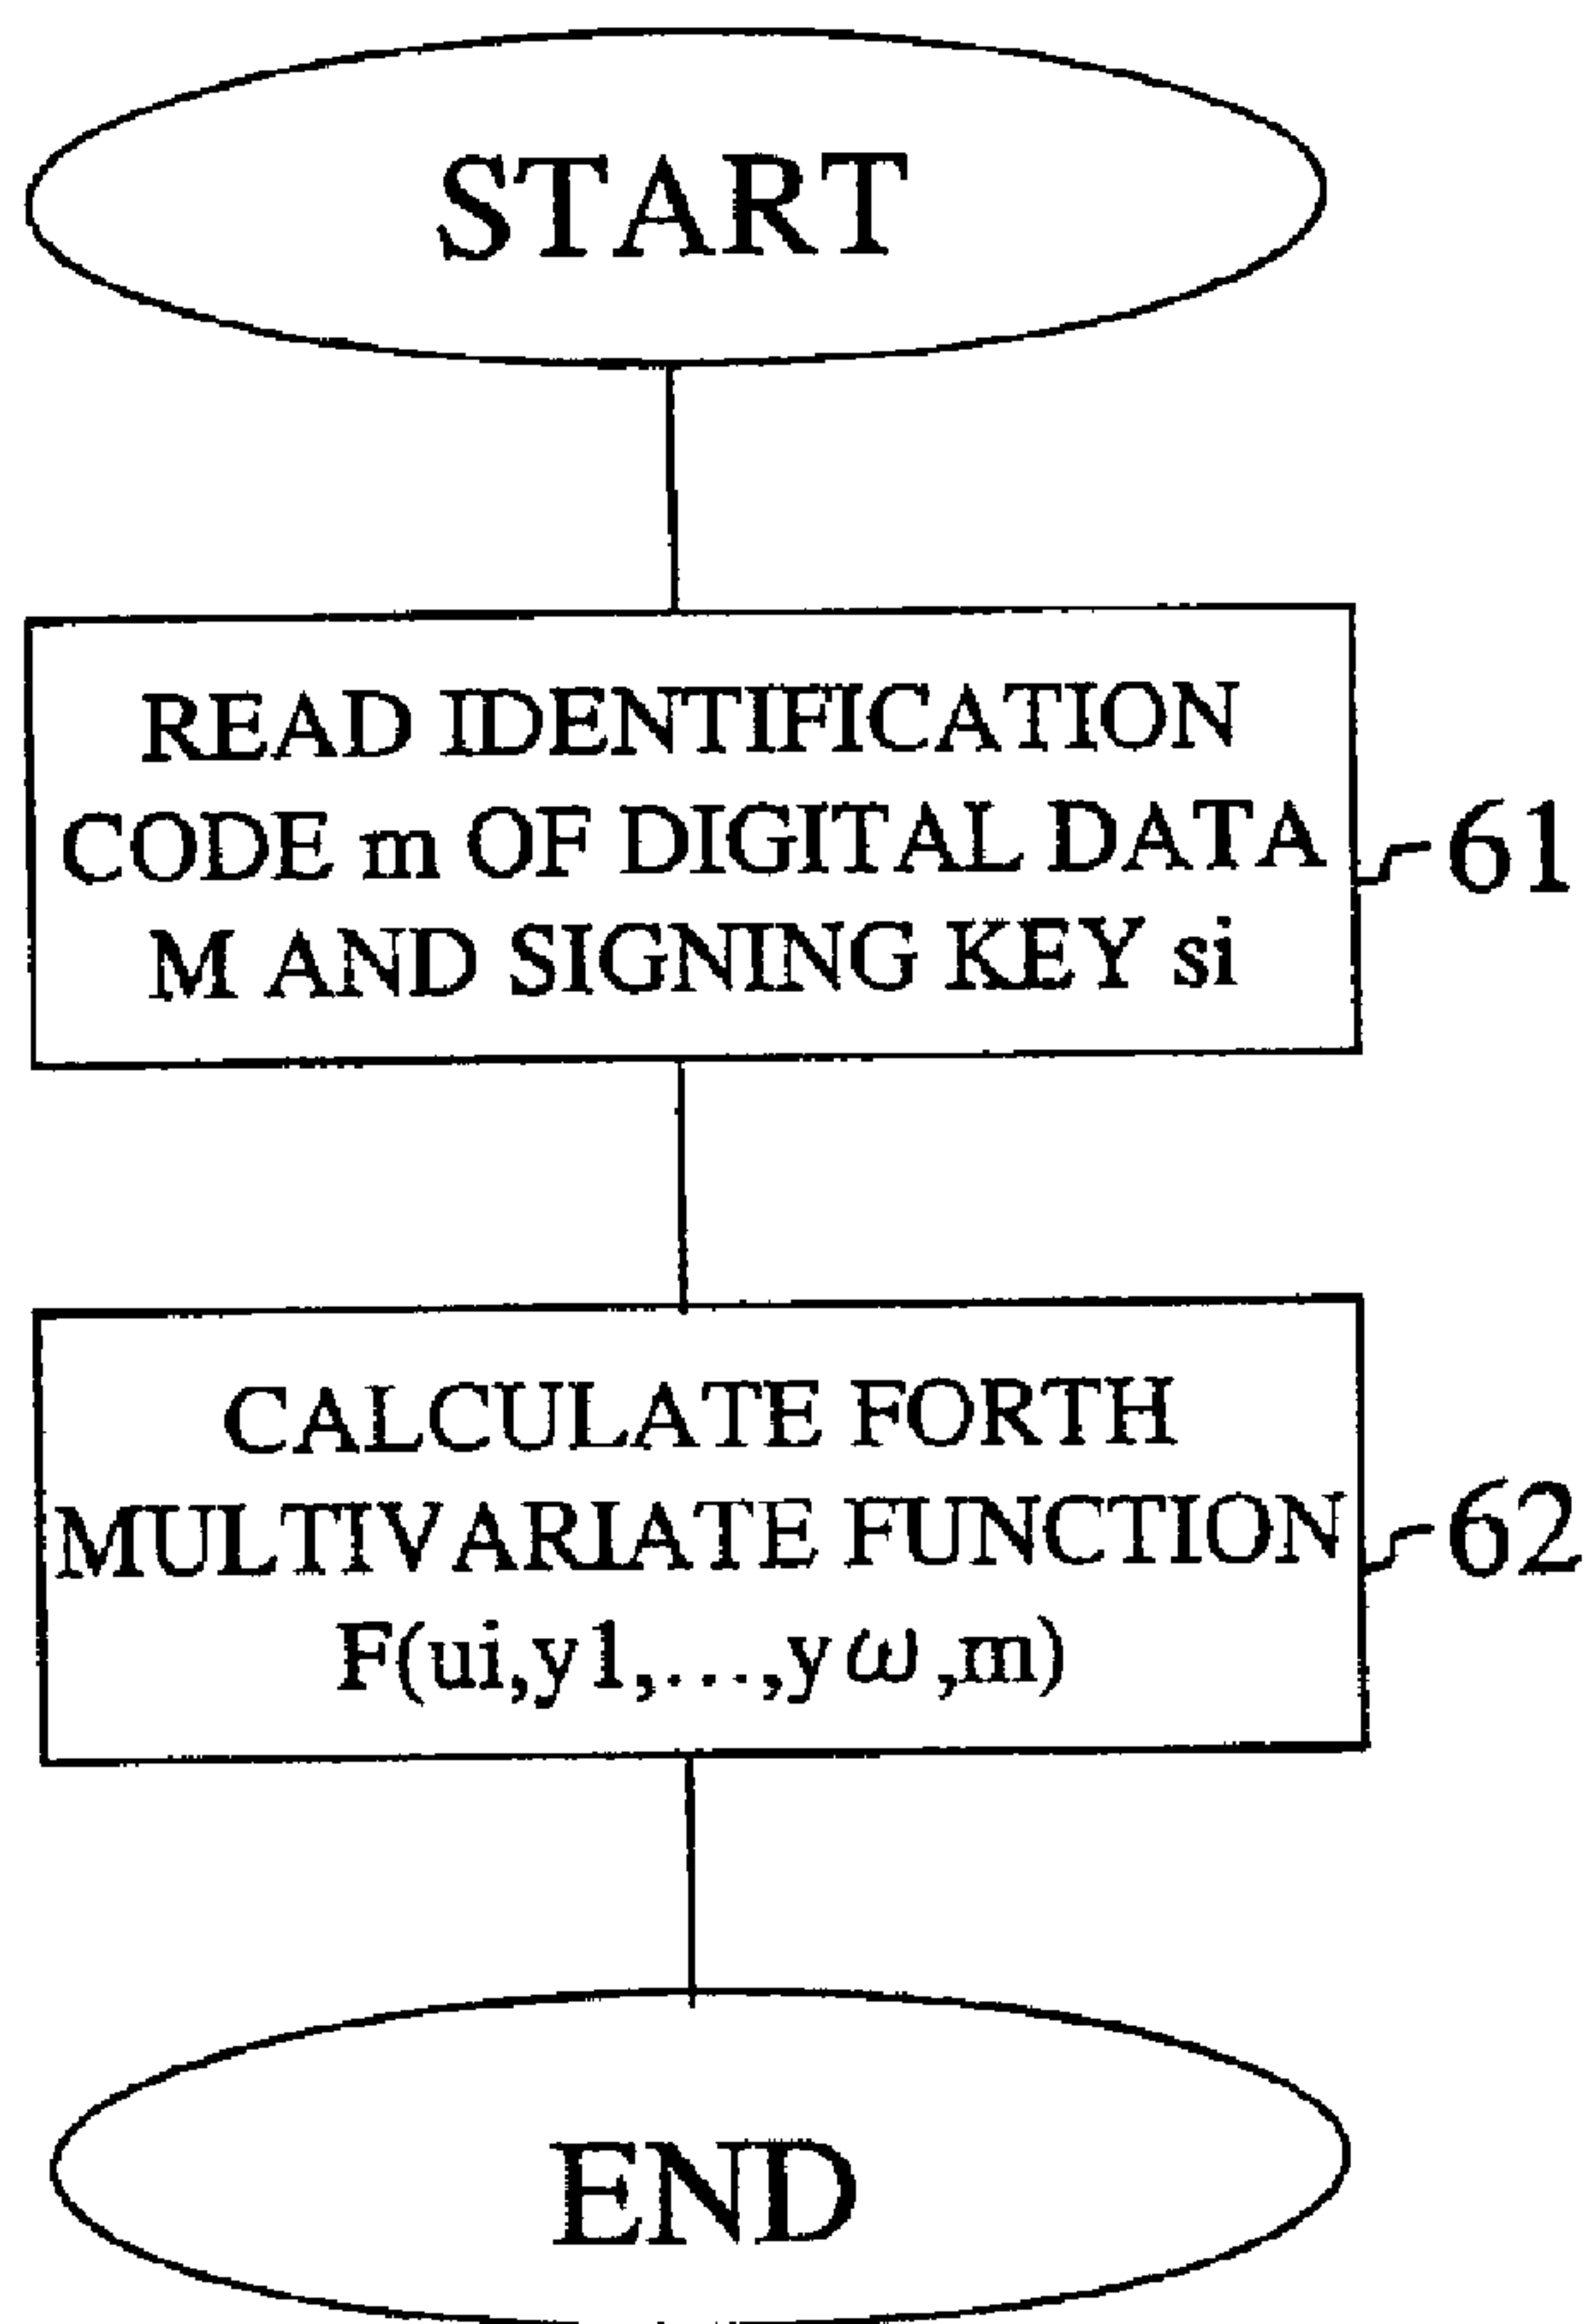 START
READ IDENTIFICATION
CODE m OF DIGITAL DATA
M AND SIGNING KEY si
61
CALCULATE FORTH
MULTIVARIATE FUNCTION
F(ui,y1,...,yω,m)
62
END